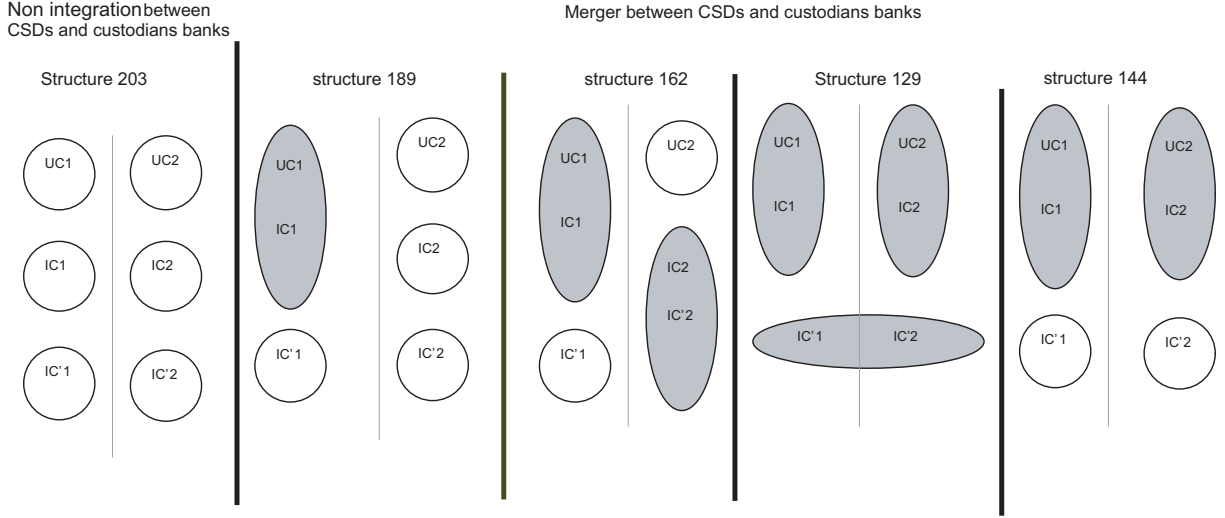 Non integration between
CSDs and custodians banks
Merger between CSDs and custodians banks
Structure 203
structure 189
structure 162
Structure 129
structure 144
UC1
UC2
IC1
IC2
IC'1
IC'2
UC1
UC2
IC1
IC2
IC'1
IC'2
UC1
UC2
IC1
IC2
IC'2
IC'1
UC1
UC2
IC1
IC2
IC'1
IC'2
UC1
UC2
IC1
IC2
IC'1
IC'2